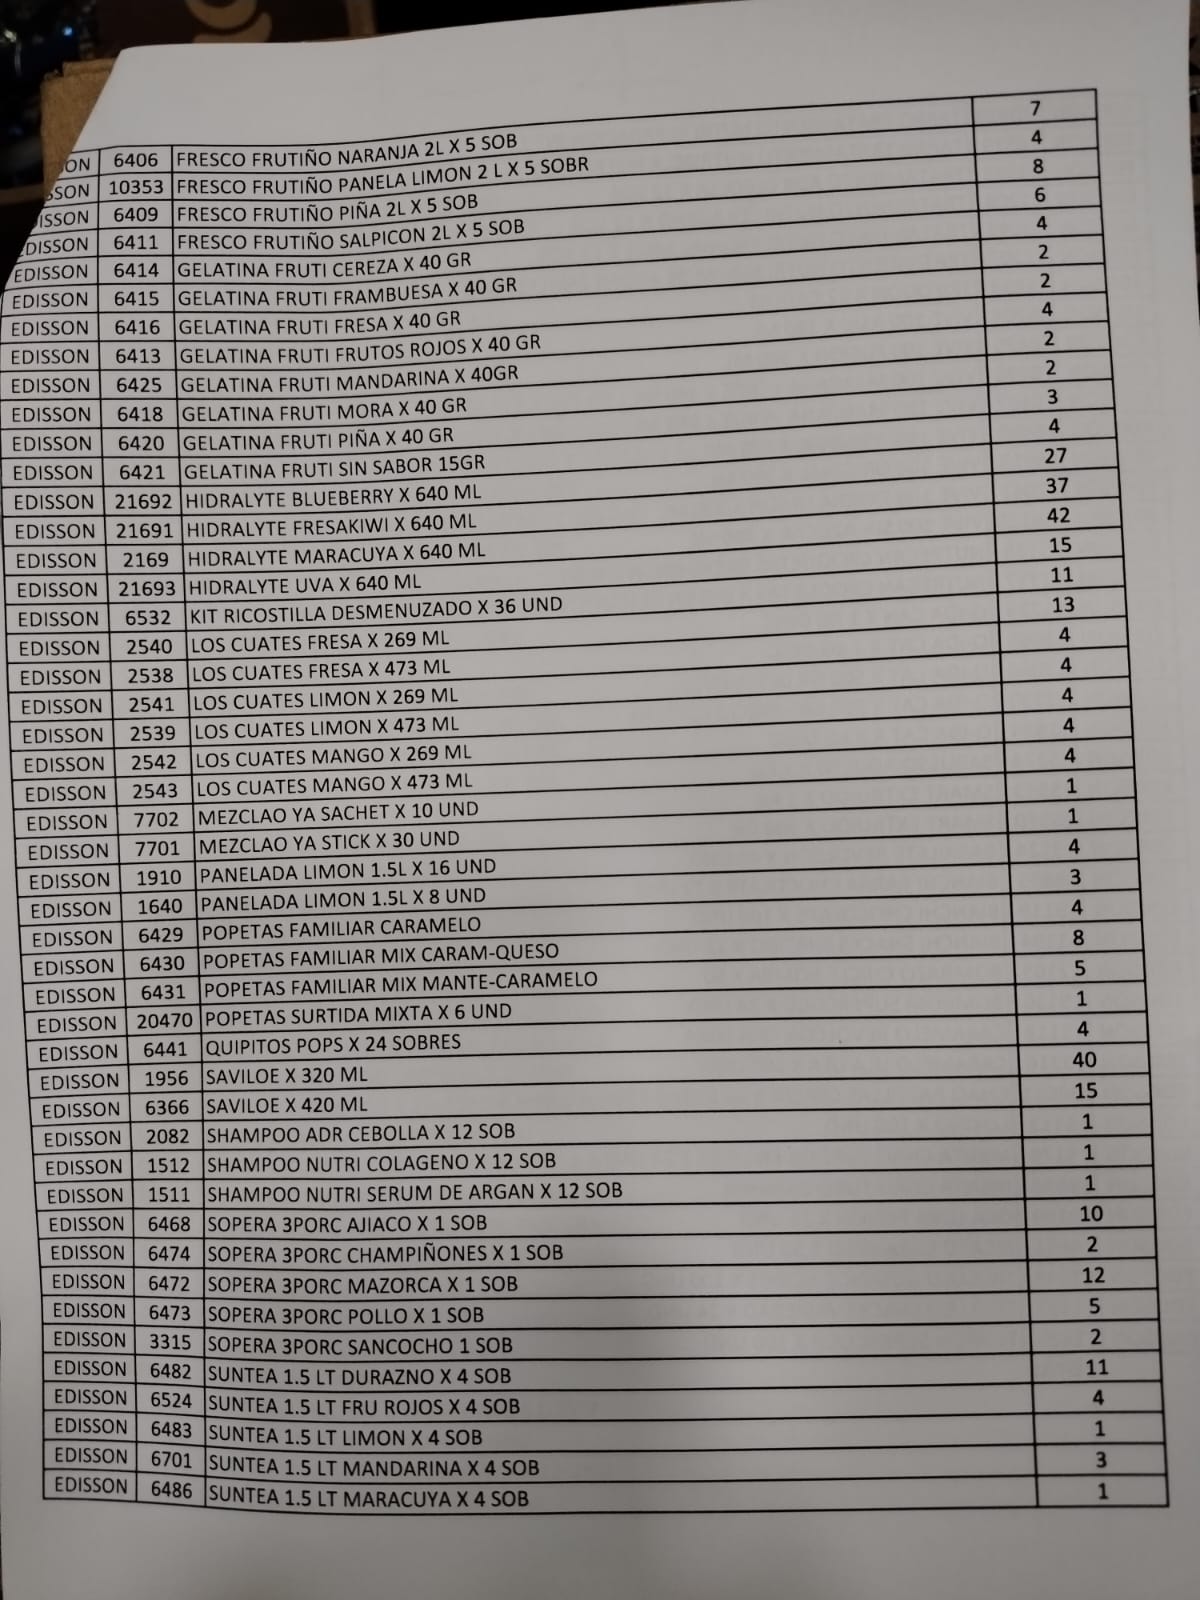 ON 6406 FRESCO FRUTIÑO NARANJA 2L X 5 SOB 7
SSON 10353 FRESCO FRUTIÑO PANELA LIMON 2 L X 5 SOBR 4
ISSON 6409 FRESCO FRUTIÑO PIÑA 2L X 5 SOB 8
EDISSON 6411 FRESCO FRUTIÑO SALPICON 2L X 5 SOB 6
EDISSON 6414 GELATINA FRUTI CEREZA X 40 GR 4
EDISSON 6415 GELATINA FRUTI FRAMBUESA X 40 GR 2
EDISSON 6416 GELATINA FRUTI FRESA X 40 GR 2
EDISSON 6413 GELATINA FRUTI FRUTOS ROJOS X 40 GR 4
EDISSON 6425 GELATINA FRUTI MANDARINA X 40GR 2
EDISSON 6418 GELATINA FRUTI MORA X 40 GR 2
EDISSON 6420 GELATINA FRUTI PIÑA X 40 GR 3
EDISSON 6421 GELATINA FRUTI SIN SABOR 15GR 4
EDISSON 21692 HIDRALYTE BLUEBERRY X 640 ML 27
EDISSON 21691 HIDRALYTE FRESAKIWI X 640 ML 37
EDISSON 2169 HIDRALYTE MARACUYA X 640 ML 42
EDISSON 21693 HIDRALYTE UVA X 640 ML 15
EDISSON 6532 KIT RICOSTILLA DESMENUZADO X 36 UND 11
EDISSON 2540 LOS CUATES FRESA X 269 ML 13
EDISSON 2538 LOS CUATES FRESA X 473 ML 4
EDISSON 2541 LOS CUATES LIMON X 269 ML 4
EDISSON 2539 LOS CUATES LIMON X 473 ML 4
EDISSON 2542 LOS CUATES MANGO X 269 ML 4
EDISSON 2543 LOS CUATES MANGO X 473 ML 4
EDISSON 7702 MEZCLAO YA SACHET X 10 UND 1
EDISSON 7701 MEZCLAO YA STICK X 30 UND 1
EDISSON 1910 PANELADA LIMON 1.5L X 16 UND 4
EDISSON 1640 PANELADA LIMON 1.5L X 8 UND 3
EDISSON 6429 POPETAS FAMILIAR CARAMELO 4
EDISSON 6430 POPETAS FAMILIAR MIX CARAM-QUESO 8
EDISSON 6431 POPETAS FAMILIAR MIX MANTE-CARAMELO 5
EDISSON 20470 POPETAS SURTIDA MIXTA X 6 UND 1
EDISSON 6441 QUIPITOS POPS X 24 SOBRES 4
EDISSON 1956 SAVILOE X 320 ML 40
EDISSON 6366 SAVILOE X 420 ML 15
EDISSON 2082 SHAMPOO ADR CEBOLLA X 12 SOB 1
EDISSON 1512 SHAMPOO NUTRI COLAGENO X 12 SOB 1
EDISSON 1511 SHAMPOO NUTRI SERUM DE ARGAN X 12 SOB 1
EDISSON 6468 SOPERA 3PORC AJIACO X 1 SOB 10
EDISSON 6474 SOPERA 3PORC CHAMPIÑONES X 1 SOB 2
EDISSON 6472 SOPERA 3PORC MAZORCA X 1 SOB 12
EDISSON 6473 SOPERA 3PORC POLLO X 1 SOB 5
EDISSON 3315 SOPERA 3PORC SANCOCHO 1 SOB 2
EDISSON 6482 SUNTEA 1.5 LT DURAZNO X 4 SOB 11
EDISSON 6524 SUNTEA 1.5 LT FRU ROJOS X 4 SOB 4
EDISSON 6483 SUNTEA 1.5 LT LIMON X 4 SOB 1
EDISSON 6701 SUNTEA 1.5 LT MANDARINA X 4 SOB 3
EDISSON 6486 SUNTEA 1.5 LT MARACUYA X 4 SOB 1